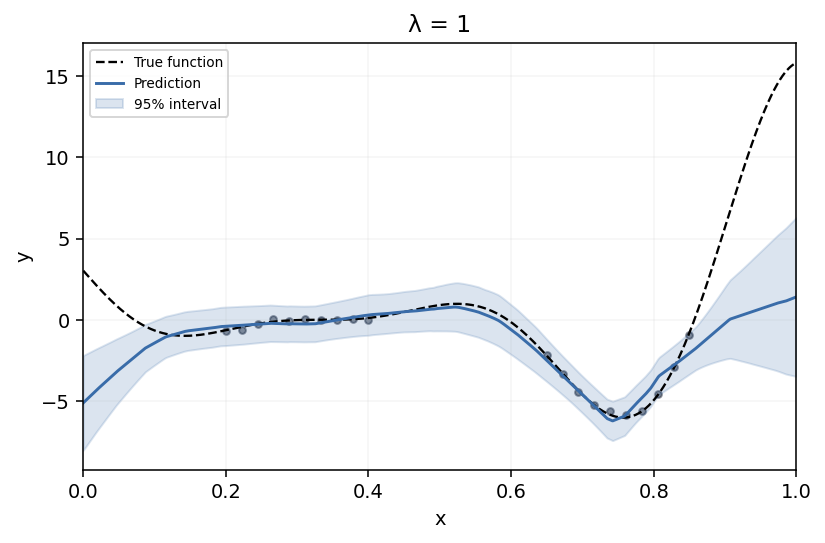 λ = 1
True function
Prediction
95% interval
15
10
5
0
−5
y
0.0 0.2 0.4 0.6 0.8 1.0
x